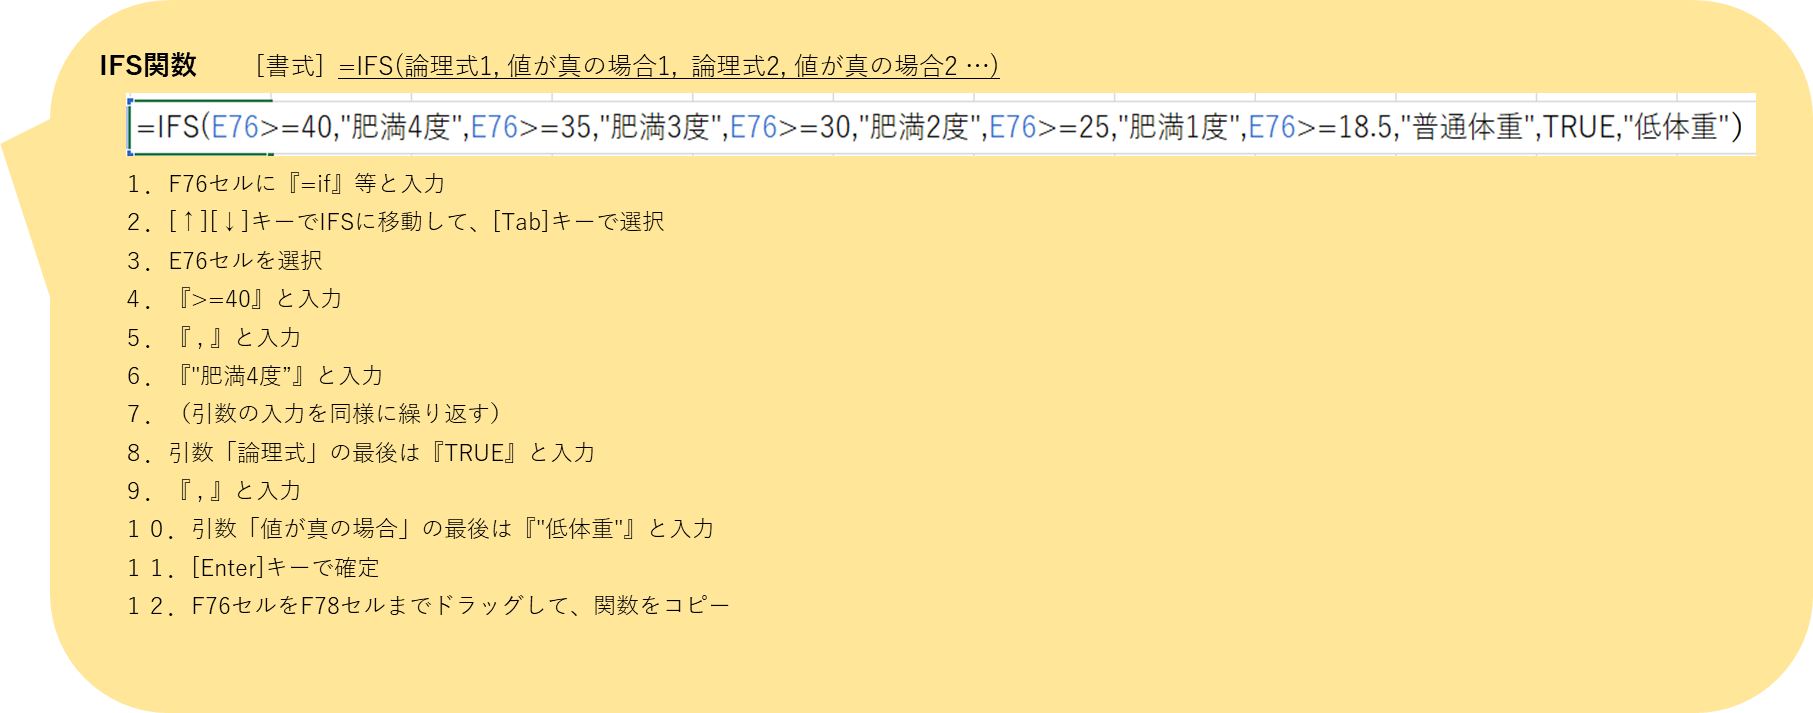 IFS関数　　[書式] =IFS(論理式1, 値が真の場合1,  論理式2, 値が真の場合2 …)
=IFS(E76>=40,"肥満4度",E76>=35,"肥満3度",E76>=30,"肥満2度",E76>=25,"肥満1度",E76>=18.5,"普通体重",TRUE,"低体重")
１．F76セルに『=if』等と入力
２．[↑][↓]キーでIFSに移動して、[Tab]キーで選択
３．E76セルを選択
４．『>=40』と入力
５．『 , 』と入力
６．『"肥満4度”』と入力
７．（引数の入力を同様に繰り返す）
８．引数「論理式」の最後は『TRUE』と入力
９．『 , 』と入力
１０．引数「値が真の場合」の最後は『"低体重"』と入力
１１．[Enter]キーで確定
１２．F76セルをF78セルまでドラッグして、関数をコピー